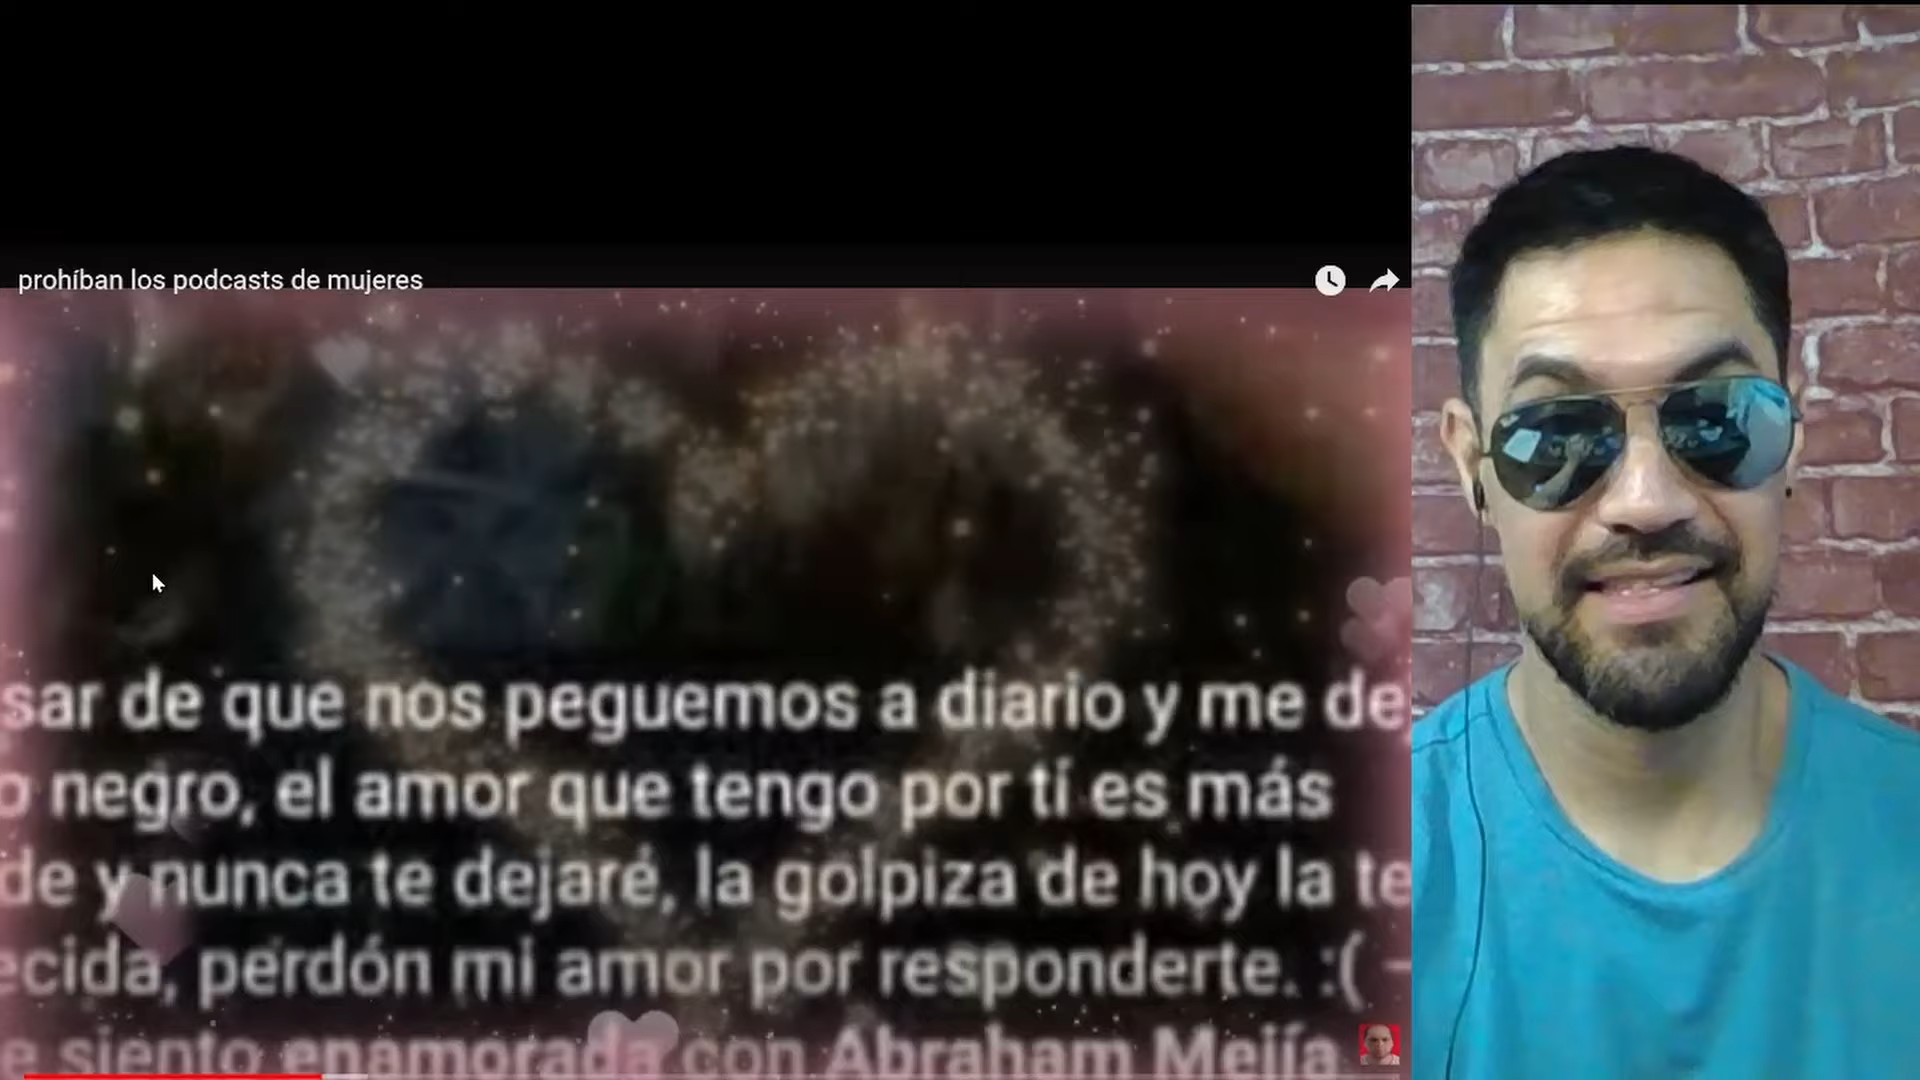 prohíban los podcasts de mujeres
sar de que nos peguemos a diario y me de
o negro, el amor que tengo por tí es más
de y nunca te dejaré, la golpiza de hoy la te
ecida, perdón mi amor por responderte. :( -
e siento enamorada con Abraham Mejía